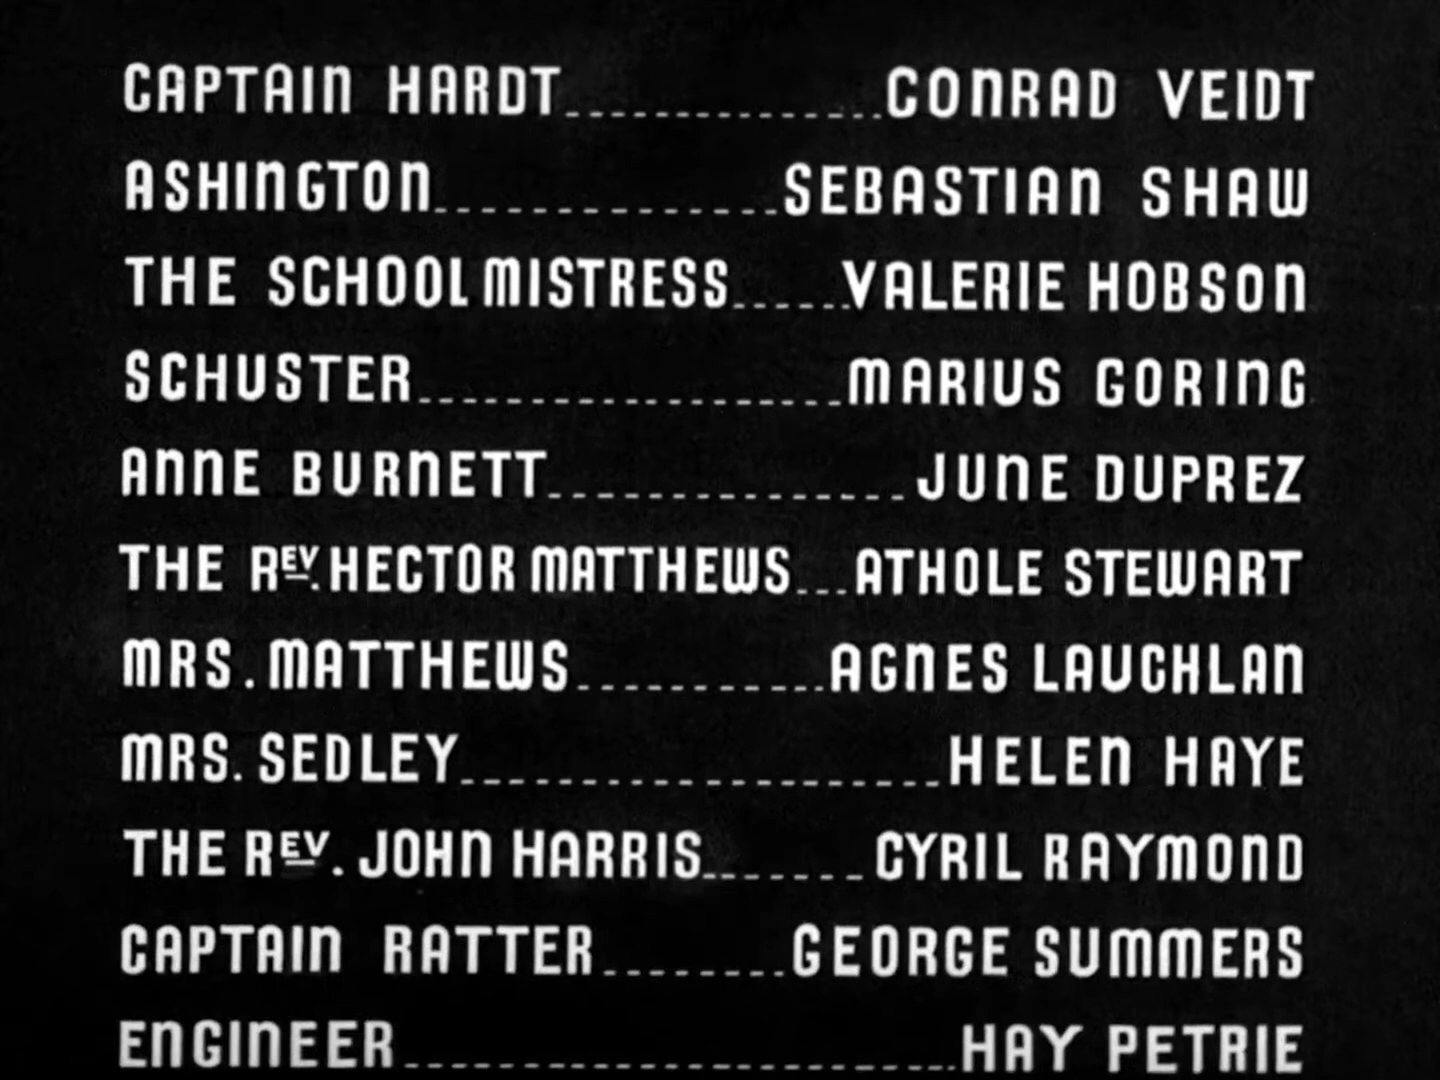 CAPTAIN HARDT...............CONRAD VEIDT
ASHINGTON..................SEBASTIAN SHAW
THE SCHOOLMISTRESS......VALERIE HOBSON
SCHUSTER......................MARIUS GORING
ANNE BURNETT................JUNE DUPREZ
THE REV. HECTOR MATTHEWS...ATHOLE STEWART
MRS. MATTHEWS...........AGNES LAUCHLAN
MRS. SEDLEY....................HELEN HAYE
THE REV. JOHN HARRIS.......CYRIL RAYMOND
CAPTAIN RATTER........GEORGE SUMMERS
ENGINEER.........................HAY PETRIE